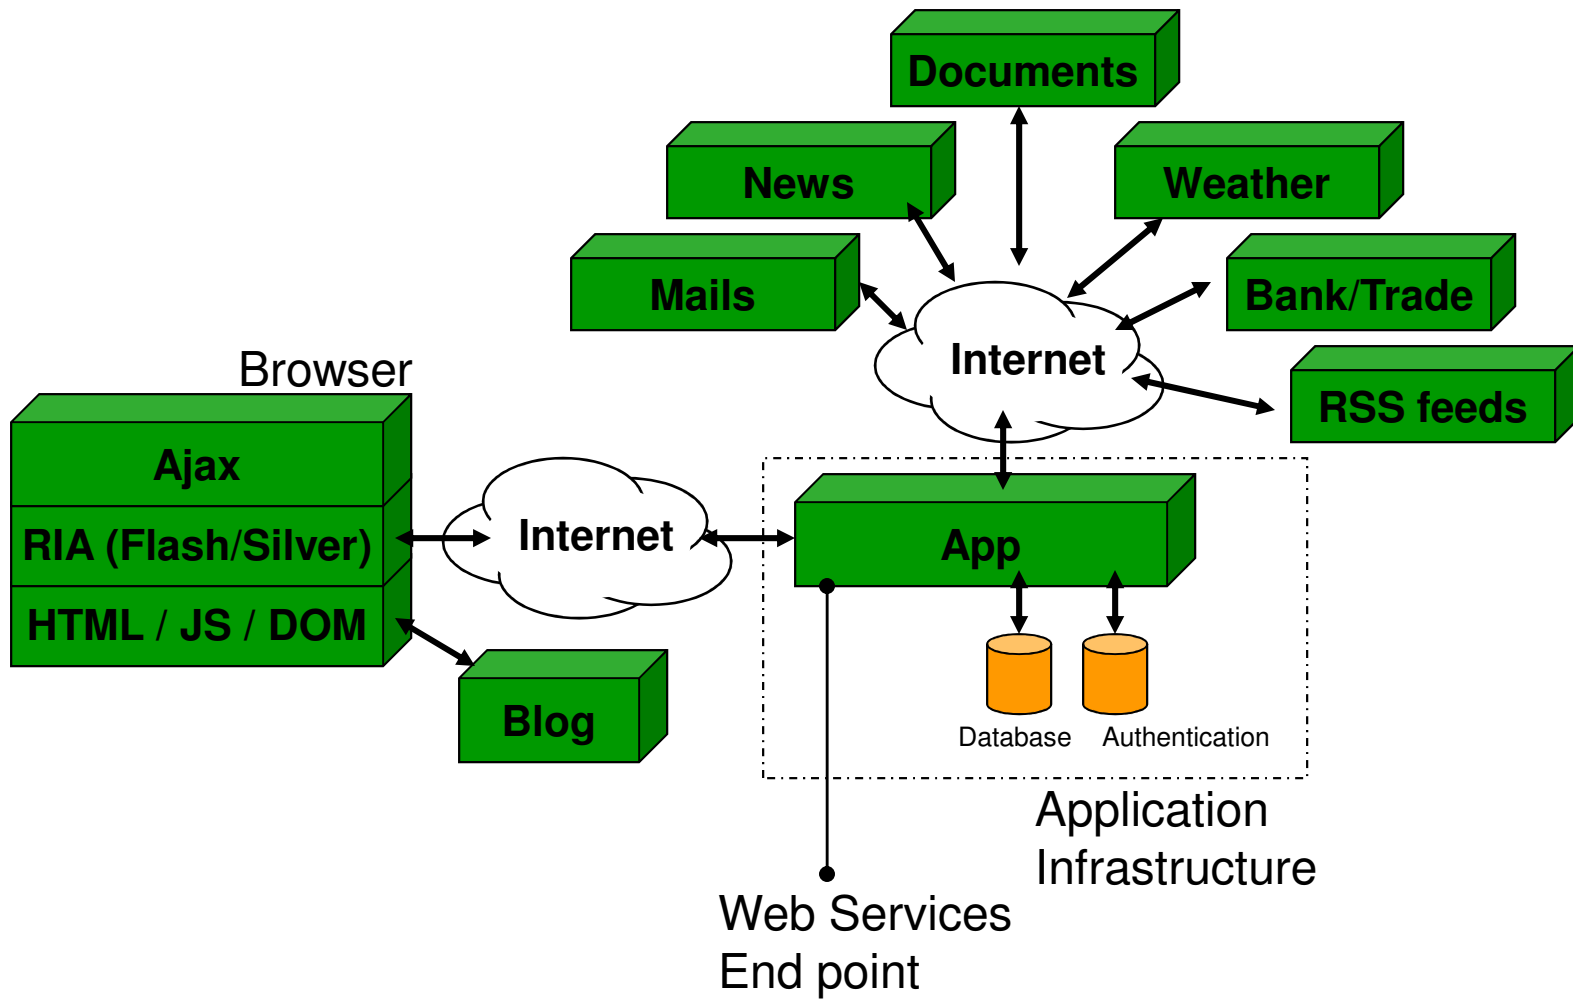 Documents
News
Weather
Mails
Bank/Trade
Internet
RSS feeds
Browser
Ajax
RIA (Flash/Silver)
HTML / JS / DOM
Internet
App
Blog
Database
Authentication
Application
Infrastructure
Web Services
End point